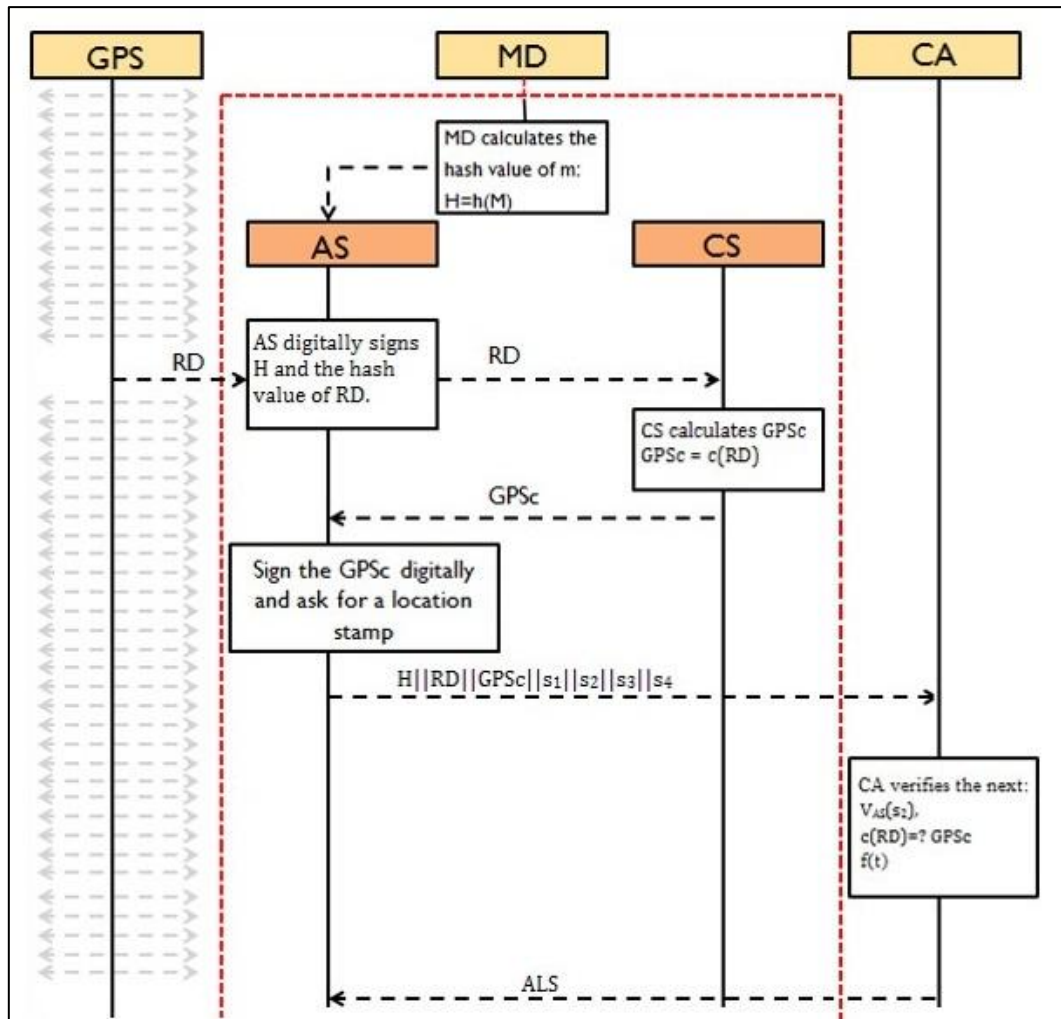 GPS
MD
CA
MD calculates the
hash value of m:
H=h(M)
AS
CS
AS digitally signs
H and the hash
value of RD.
RD
RD
CS calculates GPSc
GPSc = c(RD)
GPSc
Sign the GPSc digitally
and ask for a location
stamp
H||RD||GPSc||s₁||s₂||s₃||s₄
CA verifies the next:
V_AS(s₂),
c(RD)=? GPSc
f(t)
ALS